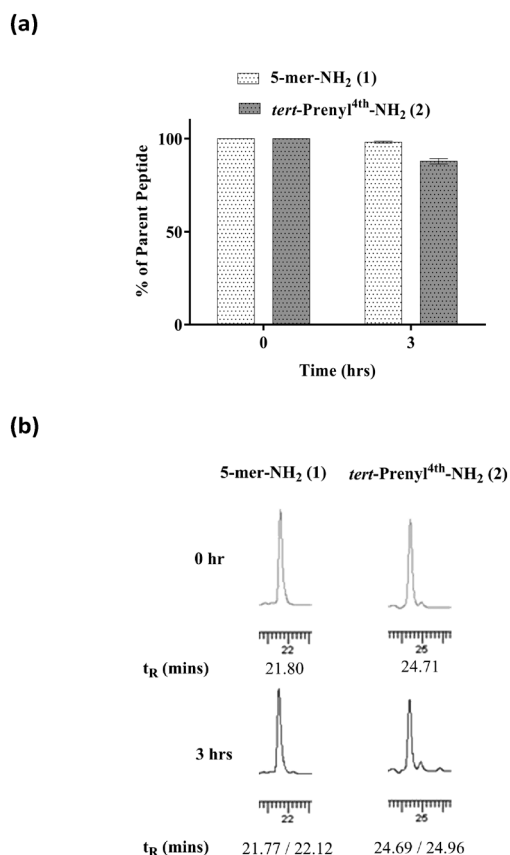 (a)
5-mer-NH₂ (1)
tert-Prenyl⁴ᵗʰ-NH₂ (2)
100
50
0
% of Parent Peptide
0 3
Time (hrs)
(b)
5-mer-NH₂ (1) tert-Prenyl⁴ᵗʰ-NH₂ (2)
0 hr
22 25
tR (mins) 21.80 24.71
3 hrs
22 25
tR (mins) 21.77 / 22.12 24.69 / 24.96